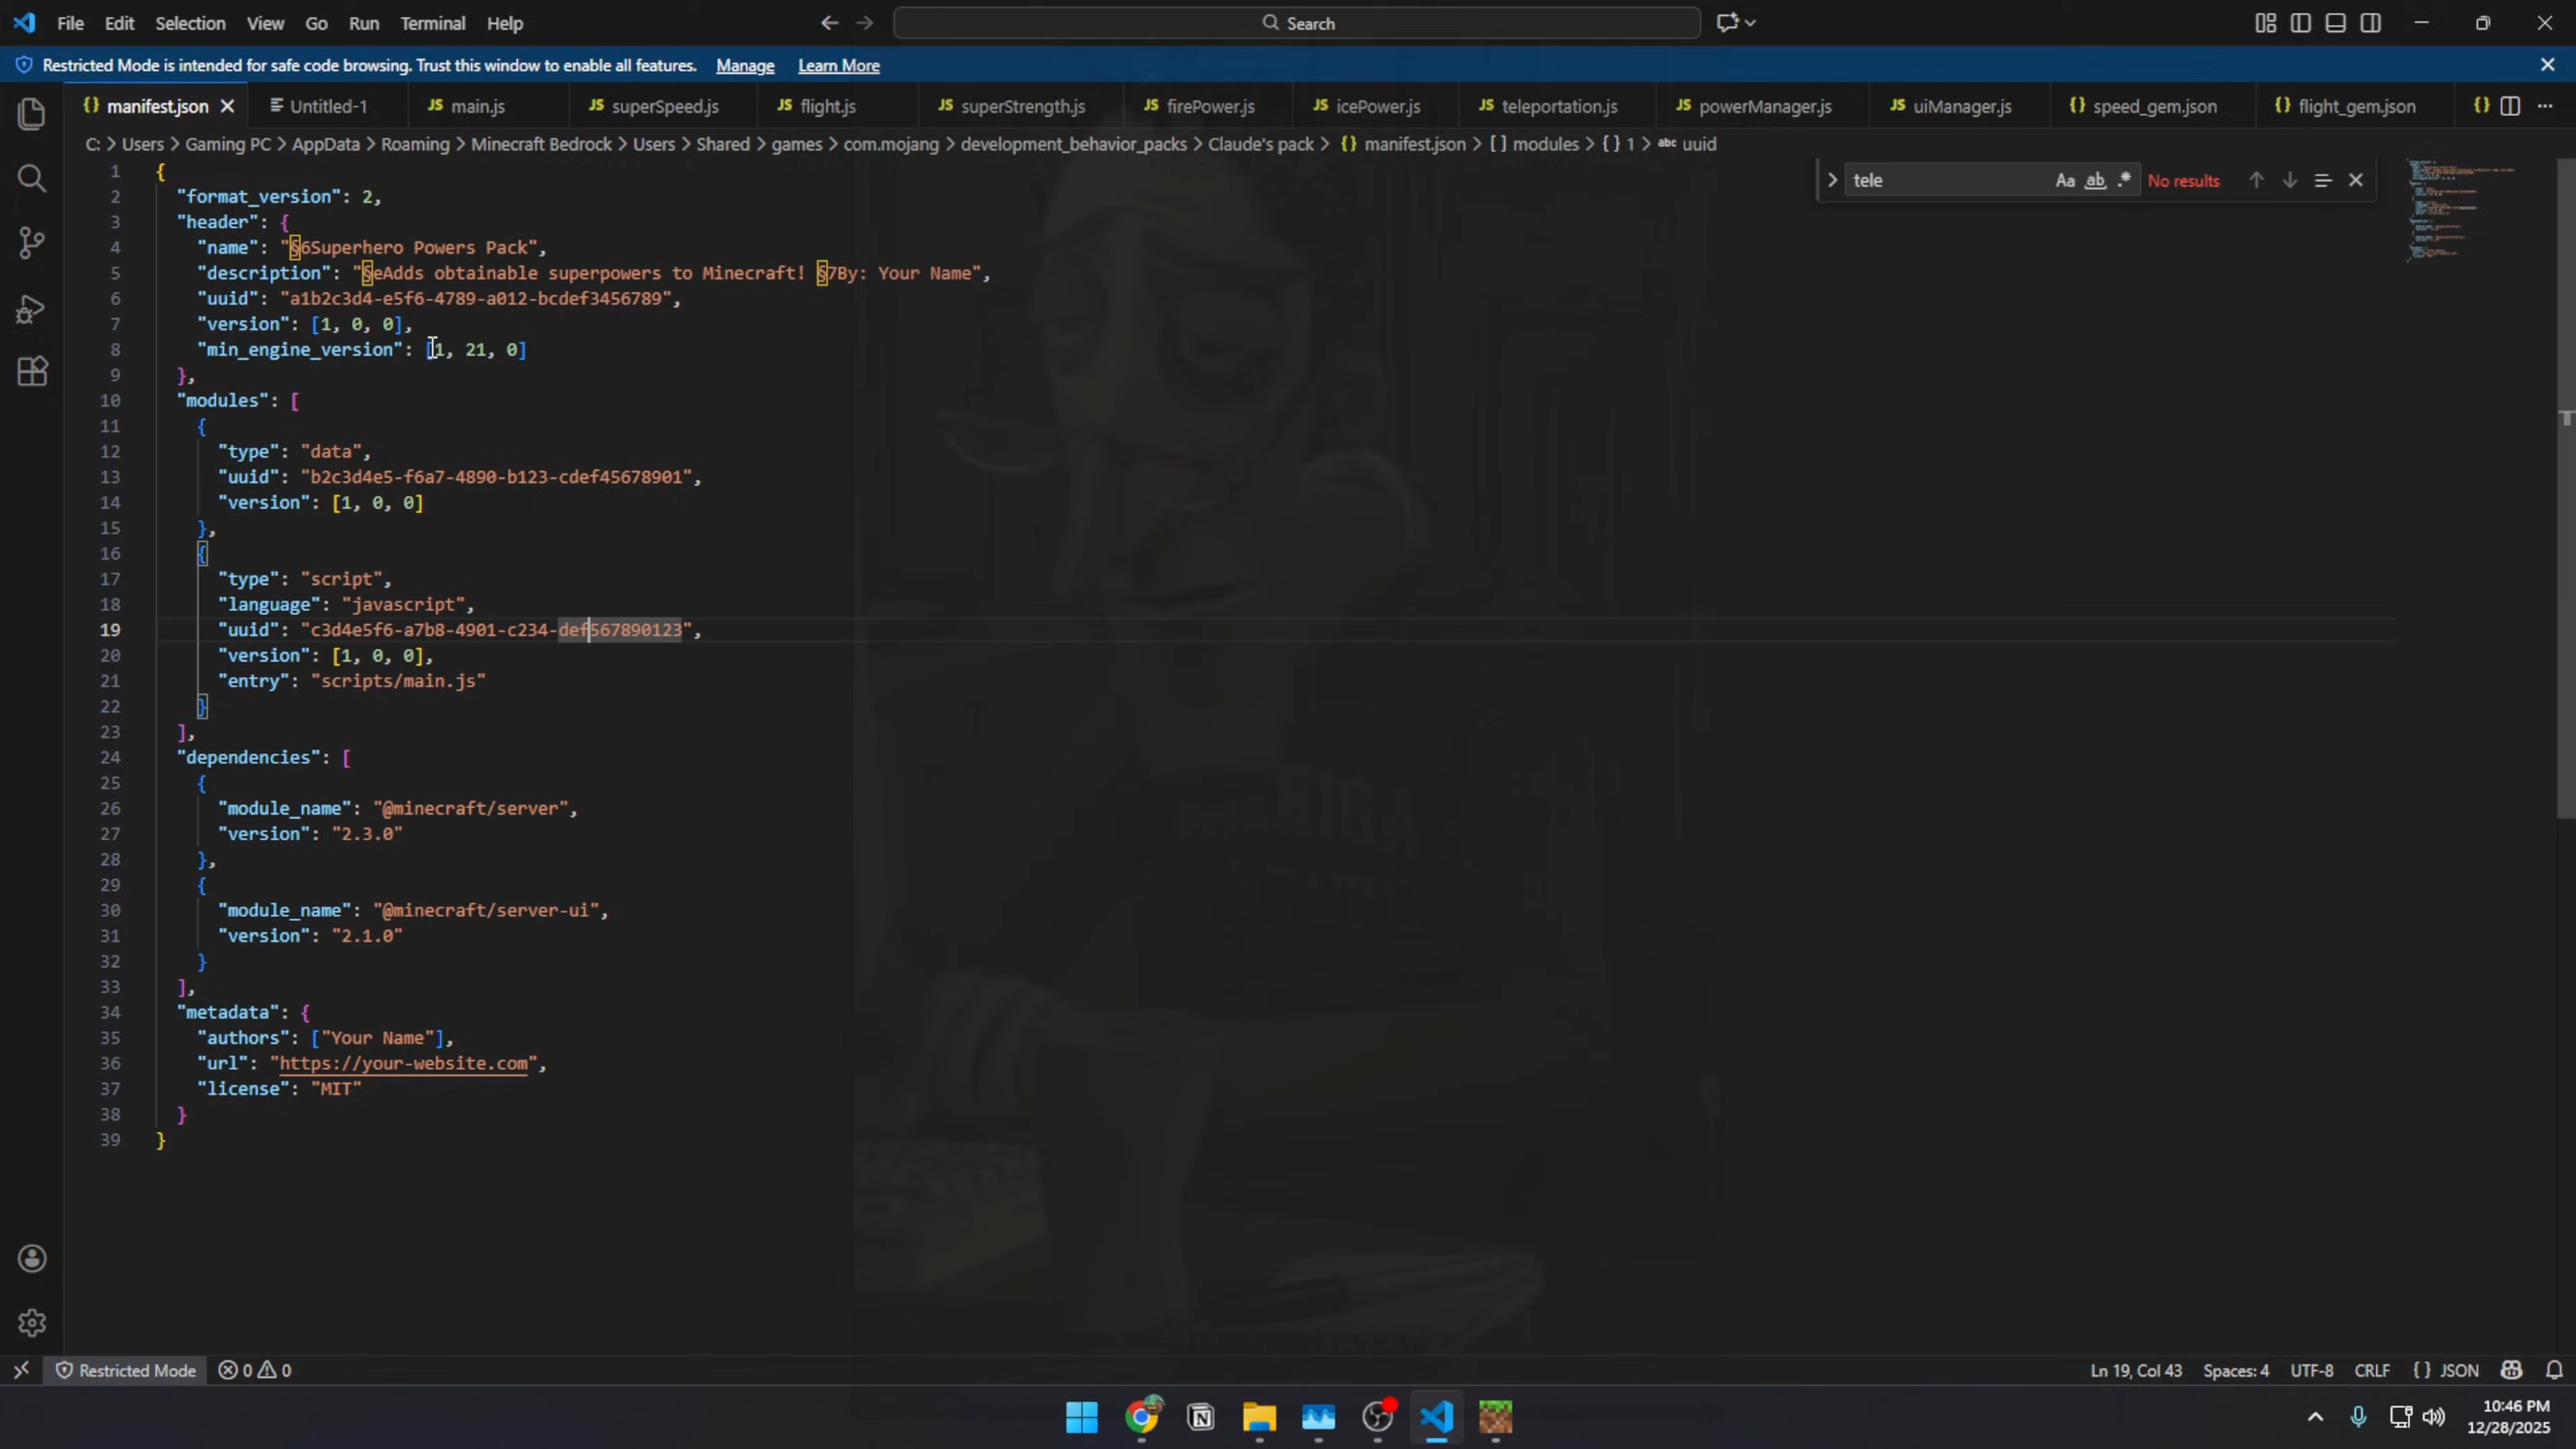 File Edit Selection View Go Run Terminal Help
Search
Restricted Mode is intended for safe code browsing. Trust this window to enable all features. Manage Learn More
manifest.json Untitled-1 main.js superSpeed.js flight.js superStrength.js firePower.js icePower.js teleportation.js powerManager.js uiManager.js speed_gem.json flight_gem.json
C: > Users > Gaming PC > AppData > Roaming > Minecraft Bedrock > Users > Shared > games > com.mojang > development_behavior_packs > Claude's pack > {} manifest.json > [ ] modules > {} 1 > abc uuid
tele Aa ab .* No results
1 {
2 "format_version": 2,
3 "header": {
4 "name": "§6Superhero Powers Pack",
5 "description": "§eAdds obtainable superpowers to Minecraft! §7By: Your Name",
6 "uuid": "a1b2c3d4-e5f6-4789-a012-bcdef3456789",
7 "version": [1, 0, 0],
8 "min_engine_version": [1, 21, 0]
9 },
10 "modules": [
11 {
12 "type": "data",
13 "uuid": "b2c3d4e5-f6a7-4890-b123-cdef45678901",
14 "version": [1, 0, 0]
15 },
16 {
17 "type": "script",
18 "language": "javascript",
19 "uuid": "c3d4e5f6-a7b8-4901-c234-def567890123",
20 "version": [1, 0, 0],
21 "entry": "scripts/main.js"
22 }
23 ],
24 "dependencies": [
25 {
26 "module_name": "@minecraft/server",
27 "version": "2.3.0"
28 },
29 {
30 "module_name": "@minecraft/server-ui",
31 "version": "2.1.0"
32 }
33 ],
34 "metadata": {
35 "authors": ["Your Name"],
36 "url": "https://your-website.com",
37 "license": "MIT"
38 }
39 }
Restricted Mode 0 0 Ln 19, Col 43 Spaces: 4 UTF-8 CRLF {} JSON
10:46 PM
12/28/2025